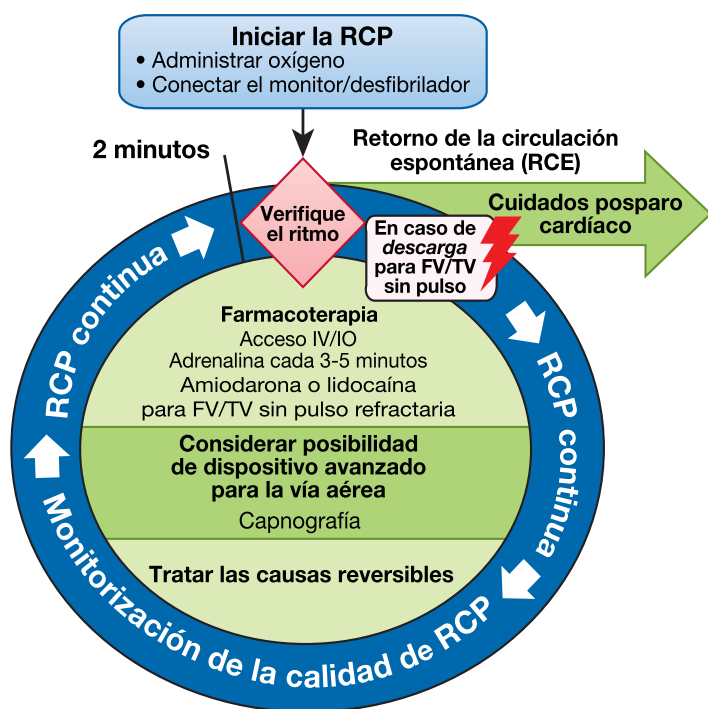 Iniciar la RCP
• Administrar oxígeno
• Conectar el monitor/desfibrilador
2 minutos
Retorno de la circulación
espontánea (RCE)
Cuidados posparo
cardíaco
Verifique
el ritmo
En caso de
descarga
para FV/TV
sin pulso
RCP continua
RCP continua
Monitorización de la calidad de RCP
Farmacoterapia
Acceso IV/IO
Adrenalina cada 3-5 minutos
Amiodarona o lidocaína
para FV/TV sin pulso refractaria
Considerar posibilidad
de dispositivo avanzado
para la vía aérea
Capnografía
Tratar las causas reversibles